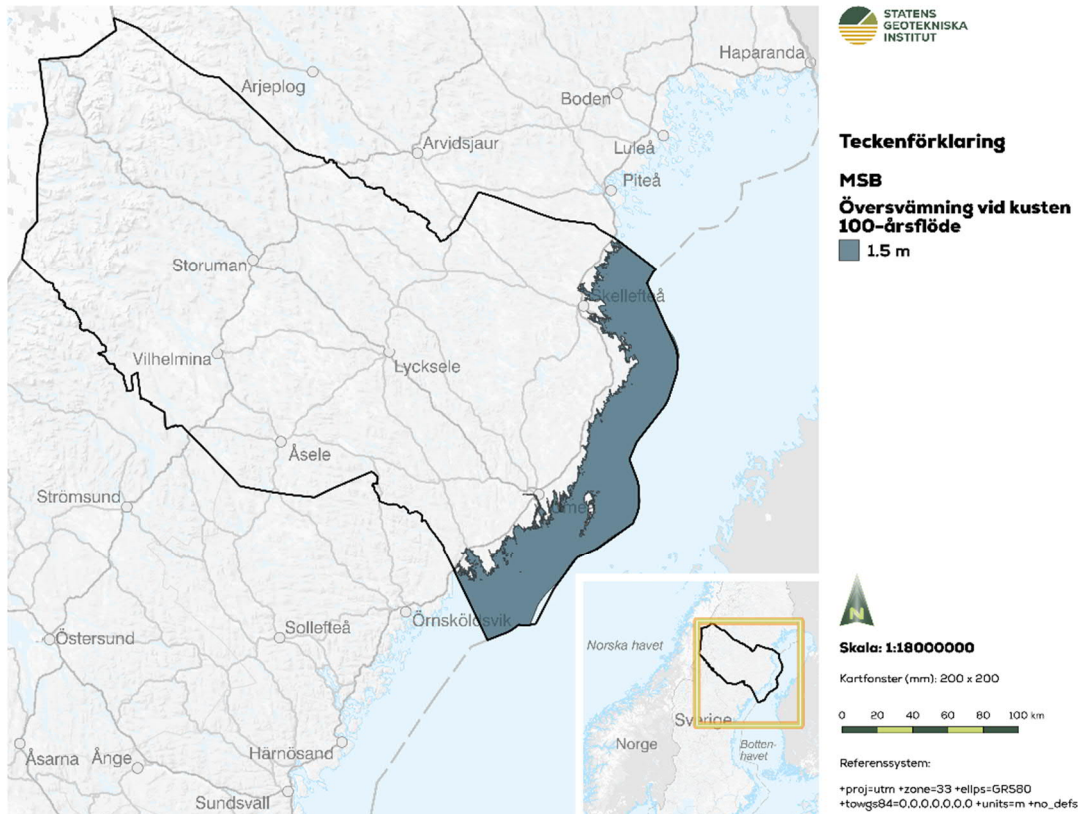 STATENS
GEOTEKNISKA
INSTITUT
Haparanda
Arjeplog
Boden
Arvidsjaur
Luleå
Piteå
Teckenförklaring
MSB
Översvämning vid kusten
100-årsflöde
1.5 m
Storuman
Skellefteå
Vilhelmina
Lycksele
Åsele
Strömsund
Örnsköldsvik
Sollefteå
Östersund
Norska havet
Sverige
Norge
Botten-
havet
Åsarna
Ånge
Härnösand
Sundsvall
N
Skala: 1:18000000
Kartfonster (mm): 200 x 200
0 20 40 60 80 100 km
Referenssystem:
+proj=utm +zone=33 +ellps=GRS80
+towgs84=0,0,0,0,0,0,0 +units=m +no_defs